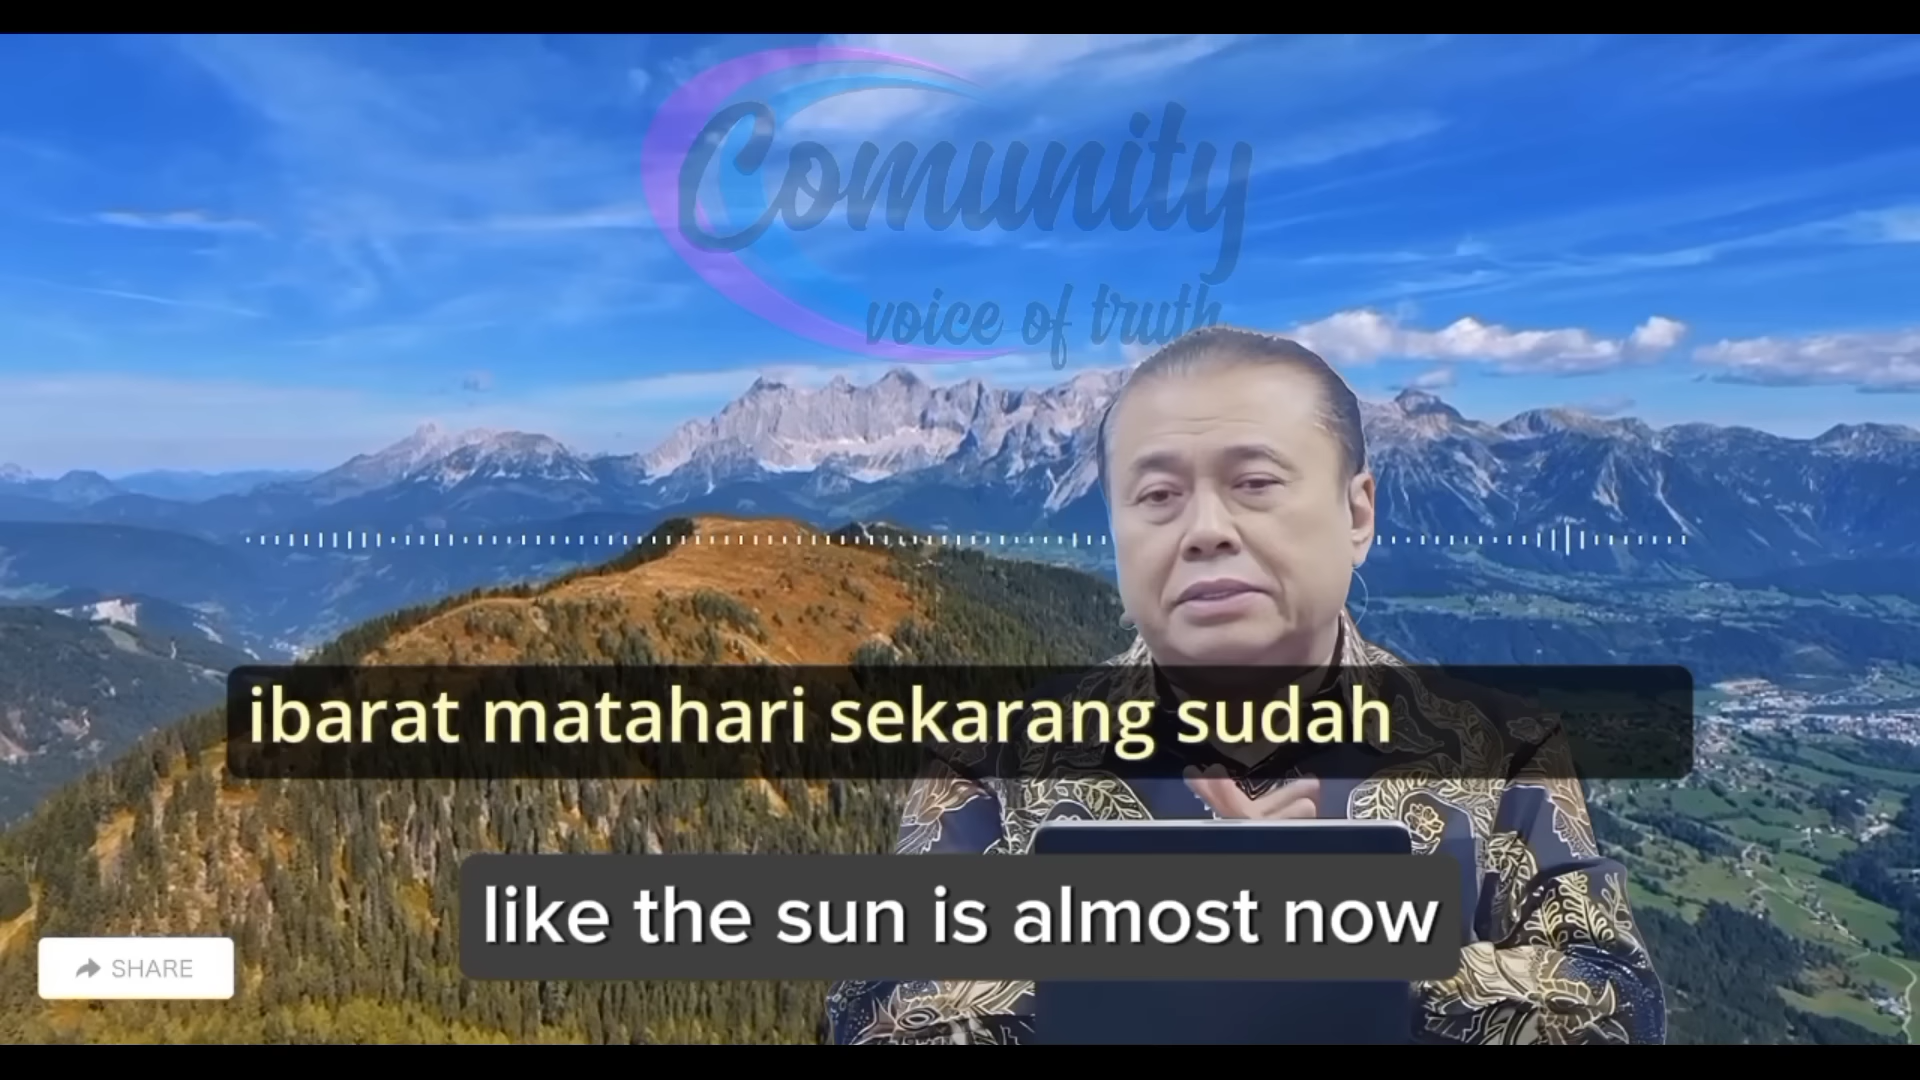 Comunity
voice of truth
ibarat matahari sekarang sudah
like the sun is almost now
SHARE